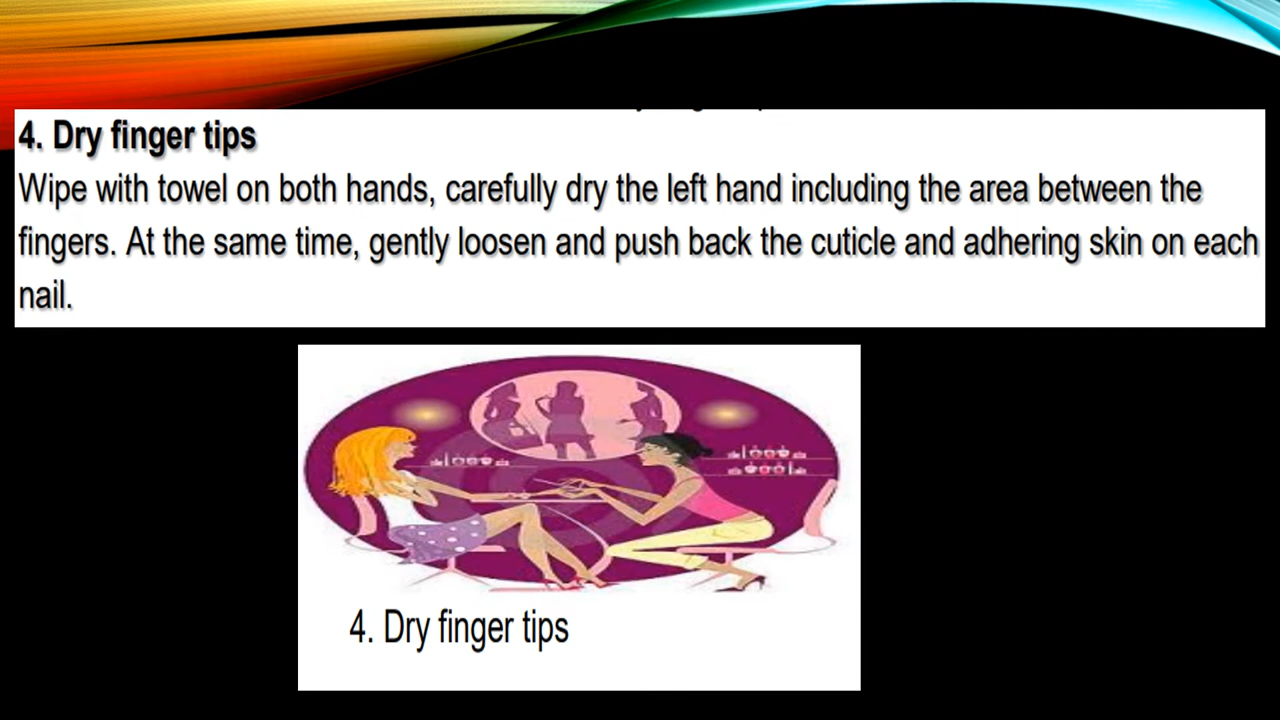 4. Dry finger tips
Wipe with towel on both hands, carefully dry the left hand including the area between the
fingers. At the same time, gently loosen and push back the cuticle and adhering skin on each
nail.
4. Dry finger tips